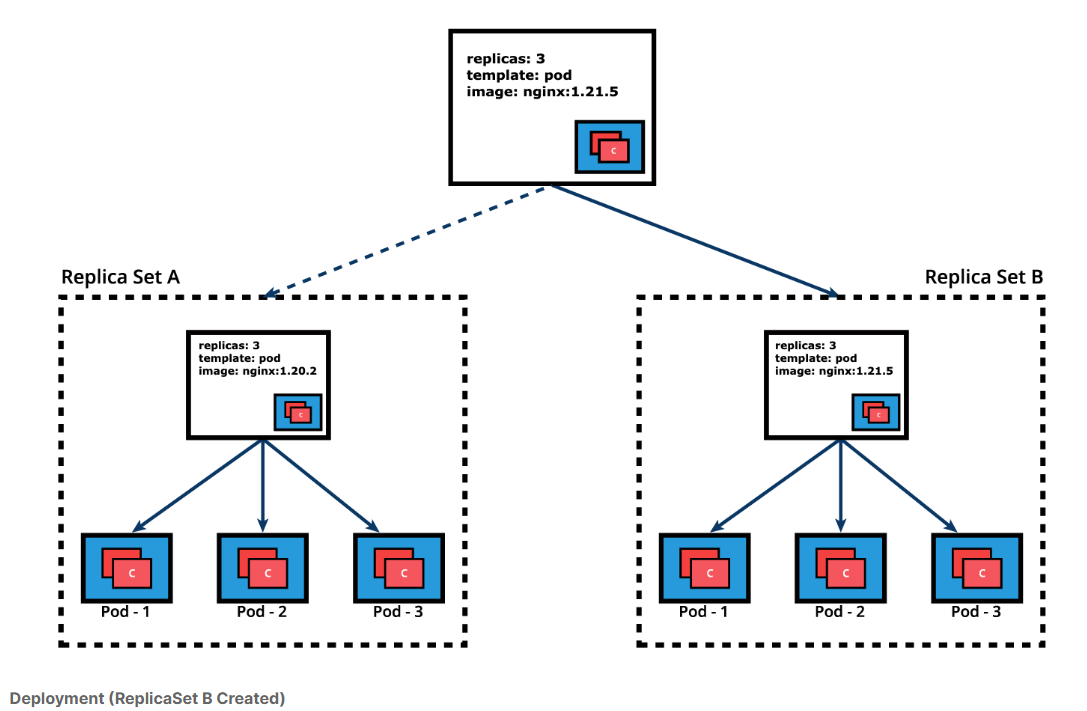 replicas: 3
template: pod
image: nginx:1.21.5
C
Replica Set A
replicas: 3
template: pod
image: nginx:1.20.2
C
C
C
C
Pod - 1
Pod - 2
Pod - 3
Replica Set B
replicas: 3
template: pod
image: nginx:1.21.5
C
C
C
C
Pod - 1
Pod - 2
Pod - 3
Deployment (ReplicaSet B Created)